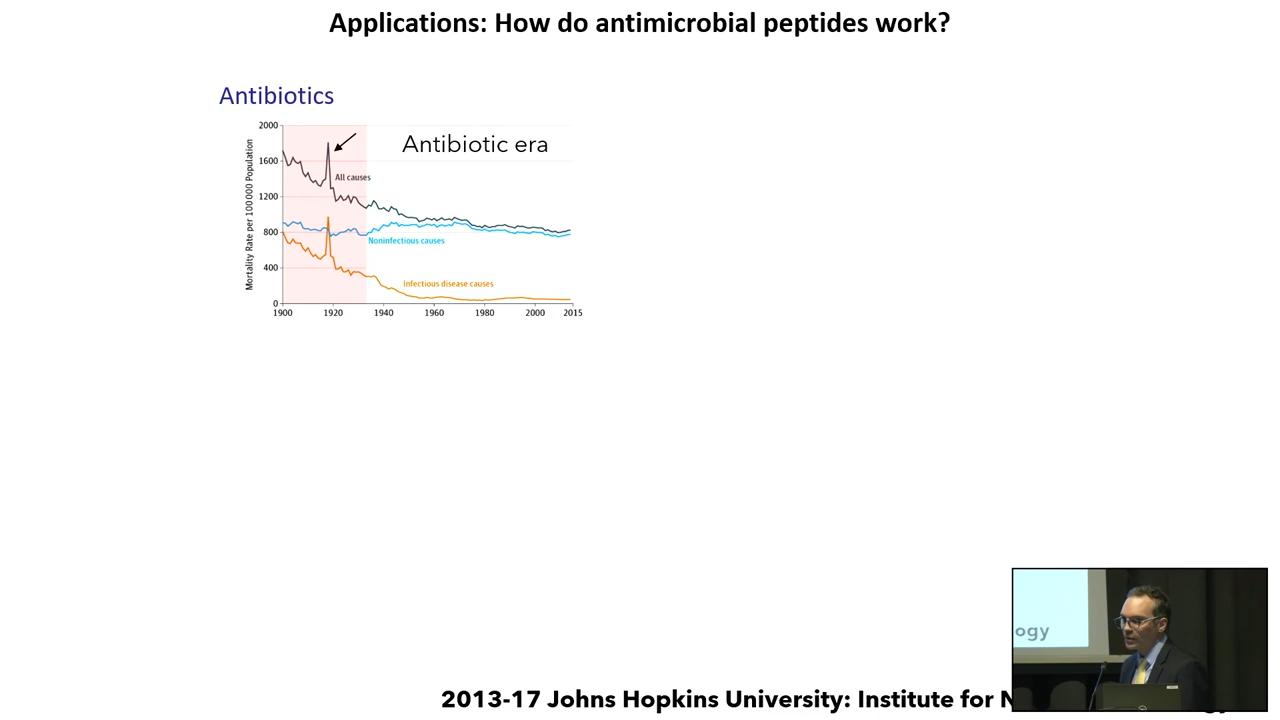 Applications: How do antimicrobial peptides work?
Antibiotics
Antibiotic era
Mortality Rate per 100 000 Population
2000
1600
1200
800
400
0
All causes
Noninfectious causes
Infectious disease causes
1900 1920 1940 1960 1980 2000 2015
ogy
2013-17 Johns Hopkins University: Institute for